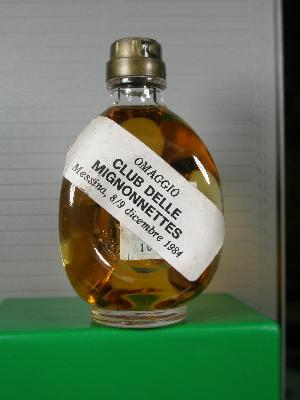 OMAGGIO
CLUB DELLE
MIGNONNETTES
Messina, 8/9 dicembre 1984